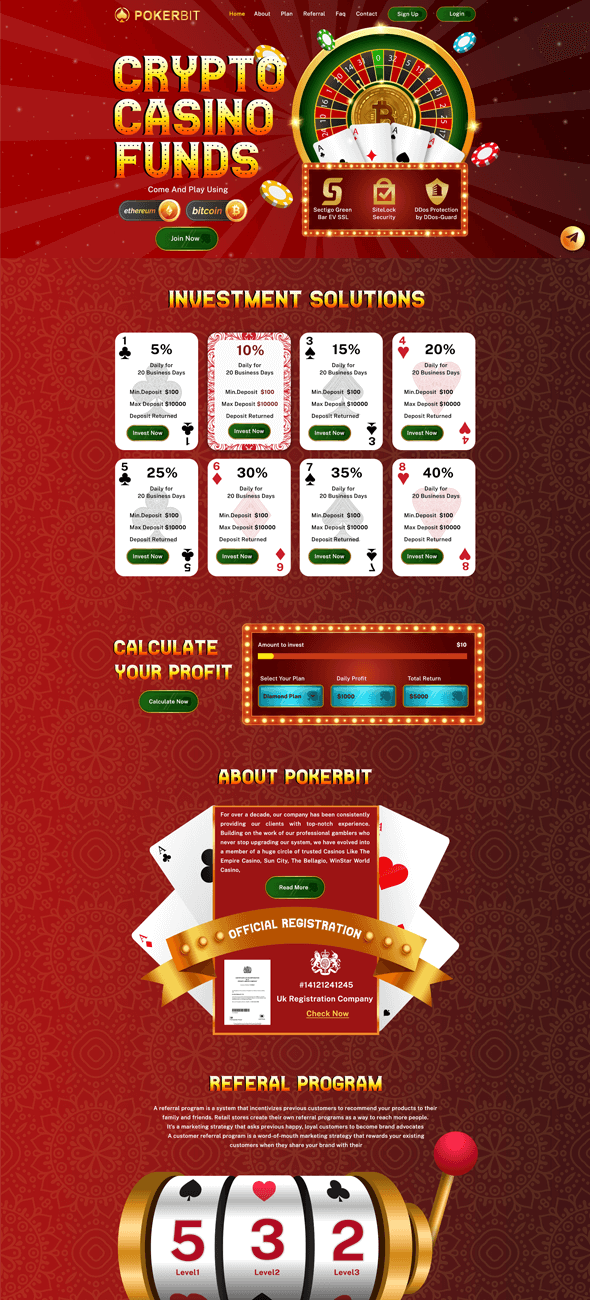 POKERBIT
Home About Plan Referral Faq Contact Sign Up Login
CRYPTO
CASINO
FUNDS
Come And Play Using
ethereum bitcoin
Join Now
Sectigo Green
Bar EV SSL
SiteLock
Security
DDos Protection
by DDos-Guard
INVESTMENT SOLUTIONS
1
5%
Daily for
20 Business Days
Min.Deposit $100
Max Deposit $10000
Deposit Returned
Invest Now
1
10%
Daily for
20 Business Days
Min.Deposit $100
Max Deposit $10000
Deposit Returned
Invest Now
3
15%
Daily for
20 Business Days
Min.Deposit $100
Max Deposit $10000
Deposit Returned
Invest Now
3
4
20%
Daily for
20 Business Days
Min.Deposit $100
Max Deposit $10000
Deposit Returned
Invest Now
4
5
25%
Daily for
20 Business Days
Min.Deposit $100
Max Deposit $10000
Deposit Returned
Invest Now
5
6
30%
Daily for
20 Business Days
Min.Deposit $100
Max Deposit $10000
Deposit Returned
Invest Now
6
7
35%
Daily for
20 Business Days
Min.Deposit $100
Max Deposit $10000
Deposit Returned
Invest Now
7
8
40%
Daily for
20 Business Days
Min.Deposit $100
Max Deposit $10000
Deposit Returned
Invest Now
8
CALCULATE
YOUR PROFIT
Calculate Now
Amount to invest $10
Select Your Plan Daily Profit Total Return
Diamond Plan $1000 $5000
ABOUT POKERBIT
For over a decade, our company has been consistently
providing our clients with top-notch experience.
Building on the work of our professional gamblers who
never stop upgrading our system, we have evolved into
a member of a huge circle of trusted Casinos Like The
Empire Casino, Sun City, The Bellagio, WinStar World
Casino,
Read More
OFFICIAL REGISTRATION
#14121241245
Uk Registration Company
Check Now
REFERAL PROGRAM
A referral program is a system that incentivizes previous customers to recommend your products to their
family and friends. Retail stores create their own referral programs as a way to reach more people.
It's a marketing strategy that asks previous happy, loyal customers to become brand advocates
A customer referral program is a word-of-mouth marketing strategy that rewards your existing
customers when they share your brand with their
5 3 2
Level1 Level2 Level3